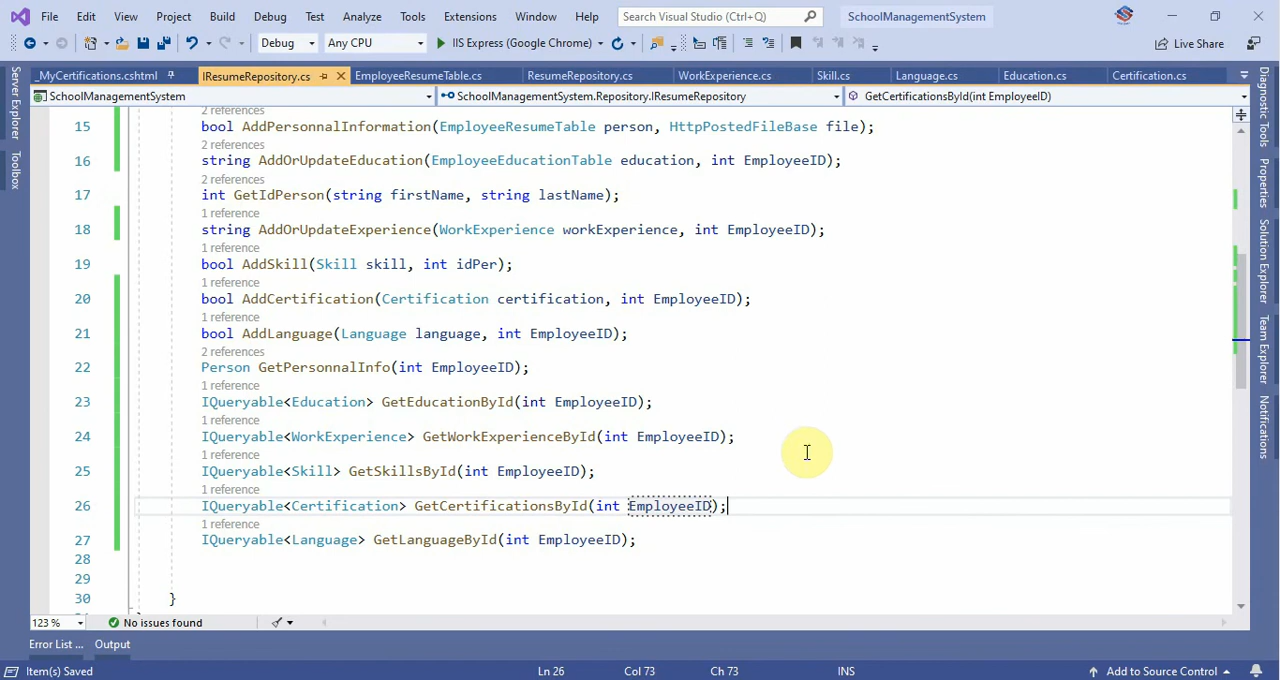 File Edit View Project Build Debug Test Analyze Tools Extensions Window Help Search Visual Studio (Ctrl+Q) SchoolManagementSystem
Debug Any CPU IIS Express (Google Chrome) Live Share
_MyCertifications.cshtml IResumeRepository.cs EmployeeResumeTable.cs ResumeRepository.cs WorkExperience.cs Skill.cs Language.cs Education.cs Certification.cs
SchoolManagementSystem SchoolManagementSystem.Repository.IResumeRepository GetCertificationsById(int EmployeeID)
Server Explorer
Toolbox
2 references
15 bool AddPersonnalInformation(EmployeeResumeTable person, HttpPostedFileBase file);
2 references
16 string AddOrUpdateEducation(EmployeeEducationTable education, int EmployeeID);
2 references
17 int GetIdPerson(string firstName, string lastName);
1 reference
18 string AddOrUpdateExperience(WorkExperience workExperience, int EmployeeID);
1 reference
19 bool AddSkill(Skill skill, int idPer);
1 reference
20 bool AddCertification(Certification certification, int EmployeeID);
1 reference
21 bool AddLanguage(Language language, int EmployeeID);
2 references
22 Person GetPersonnalInfo(int EmployeeID);
1 reference
23 IQueryable<Education> GetEducationById(int EmployeeID);
1 reference
24 IQueryable<WorkExperience> GetWorkExperienceById(int EmployeeID);
1 reference
25 IQueryable<Skill> GetSkillsById(int EmployeeID);
1 reference
26 IQueryable<Certification> GetCertificationsById(int EmployeeID);
1 reference
27 IQueryable<Language> GetLanguageById(int EmployeeID);
28
29
30 }
Diagnostic Tools
Properties
Solution Explorer
Team Explorer
Notifications
123 % No issues found Ln 26 Col 73 Ch 73 INS
Error List ... Output
Item(s) Saved Add to Source Control